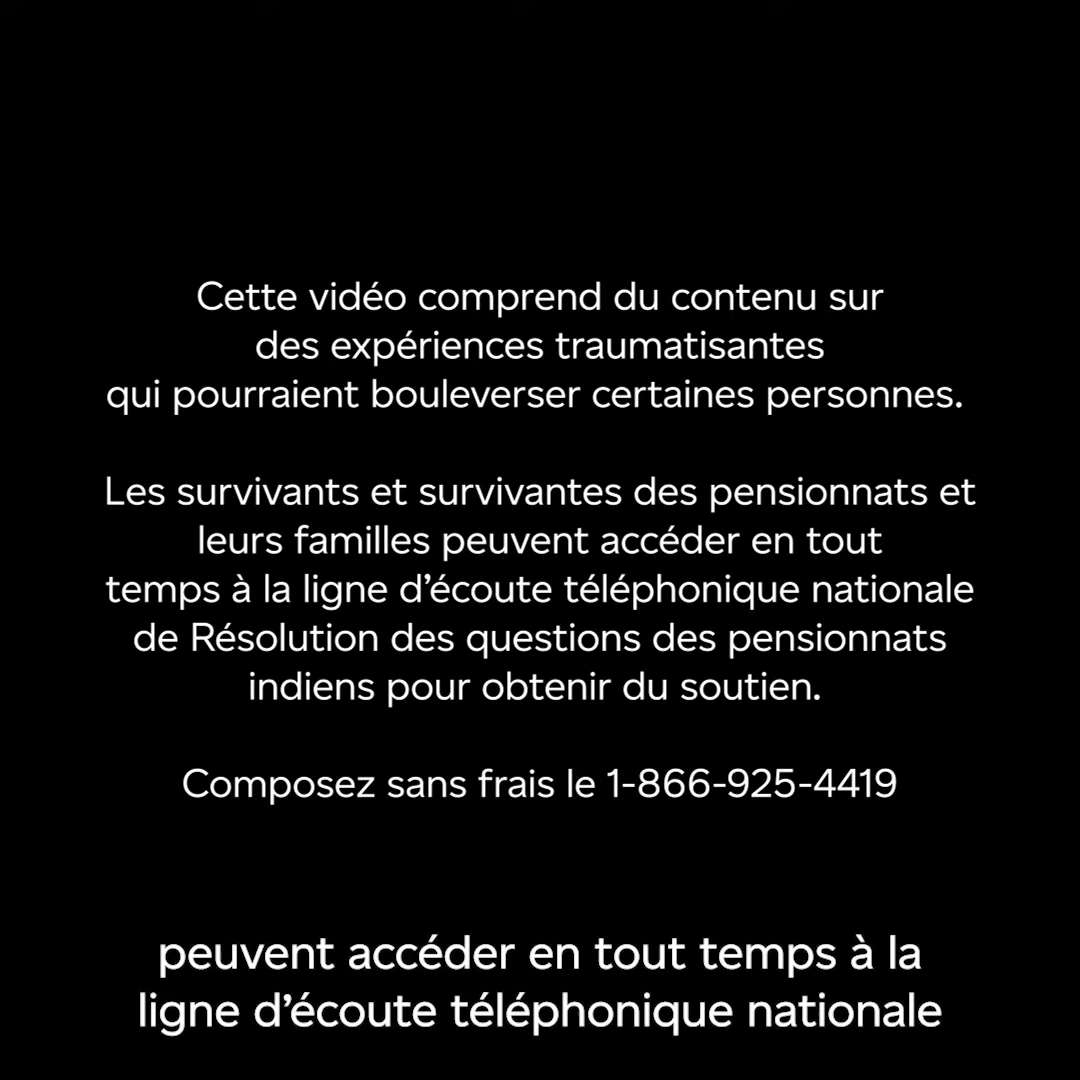 Cette vidéo comprend du contenu sur
des expériences traumatisantes
qui pourraient bouleverser certaines personnes.
Les survivants et survivantes des pensionnats et
leurs familles peuvent accéder en tout
temps à la ligne d’écoute téléphonique nationale
de Résolution des questions des pensionnats
indiens pour obtenir du soutien.
Composez sans frais le 1-866-925-4419
peuvent accéder en tout temps à la
ligne d’écoute téléphonique nationale